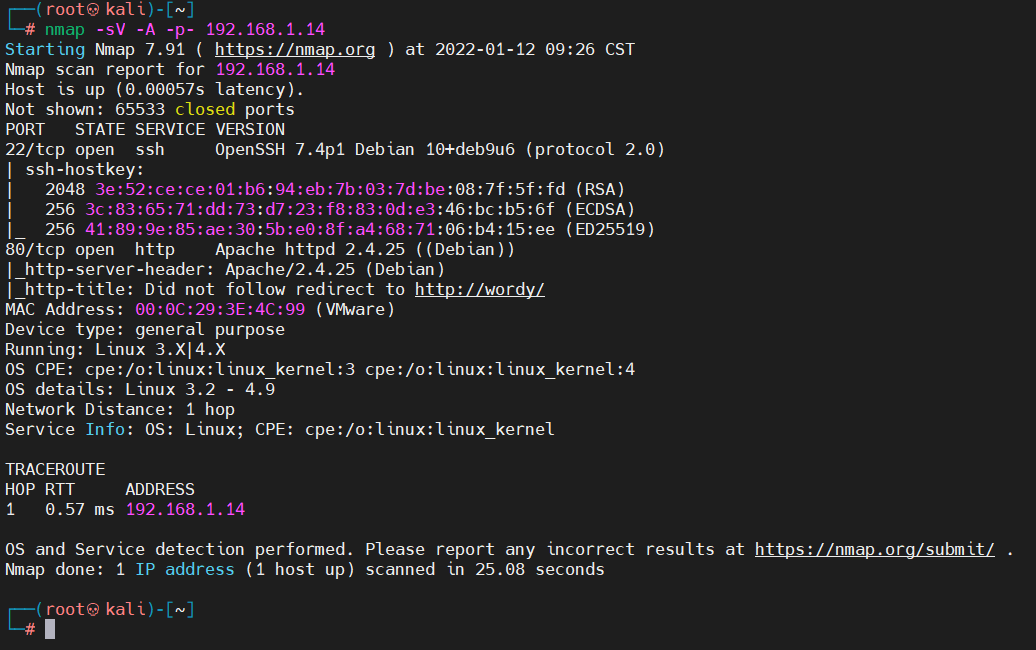 ┌──(root💀kali)-[~]
└─# nmap -sV -A -p- 192.168.1.14
Starting Nmap 7.91 ( https://nmap.org ) at 2022-01-12 09:26 CST
Nmap scan report for 192.168.1.14
Host is up (0.00057s latency).
Not shown: 65533 closed ports
PORT   STATE SERVICE VERSION
22/tcp open  ssh     OpenSSH 7.4p1 Debian 10+deb9u6 (protocol 2.0)
| ssh-hostkey:
|   2048 3e:52:ce:ce:01:b6:94:eb:7b:03:7d:be:08:7f:5f:fd (RSA)
|   256 3c:83:65:71:dd:73:d7:23:f8:83:0d:e3:46:bc:b5:6f (ECDSA)
|_  256 41:89:9e:85:ae:30:5b:e0:8f:a4:68:71:06:b4:15:ee (ED25519)
80/tcp open  http    Apache httpd 2.4.25 ((Debian))
|_http-server-header: Apache/2.4.25 (Debian)
|_http-title: Did not follow redirect to http://wordy/
MAC Address: 00:0C:29:3E:4C:99 (VMware)
Device type: general purpose
Running: Linux 3.X|4.X
OS CPE: cpe:/o:linux:linux_kernel:3 cpe:/o:linux:linux_kernel:4
OS details: Linux 3.2 - 4.9
Network Distance: 1 hop
Service Info: OS: Linux; CPE: cpe:/o:linux:linux_kernel

TRACEROUTE
HOP RTT     ADDRESS
1   0.57 ms 192.168.1.14

OS and Service detection performed. Please report any incorrect results at https://nmap.org/submit/ .
Nmap done: 1 IP address (1 host up) scanned in 25.08 seconds

┌──(root💀kali)-[~]
└─#